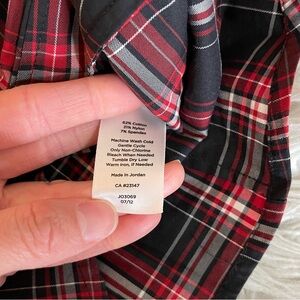 62% Cotton
31% Nylon
7% Spandex
Machine Wash Cold
Gentle Cycle
Only Non-Chlorine
Bleach When Needed
Tumble Dry Low
Warm Iron, If Needed
Made in Jordan
CA #23147
J03069
07/12